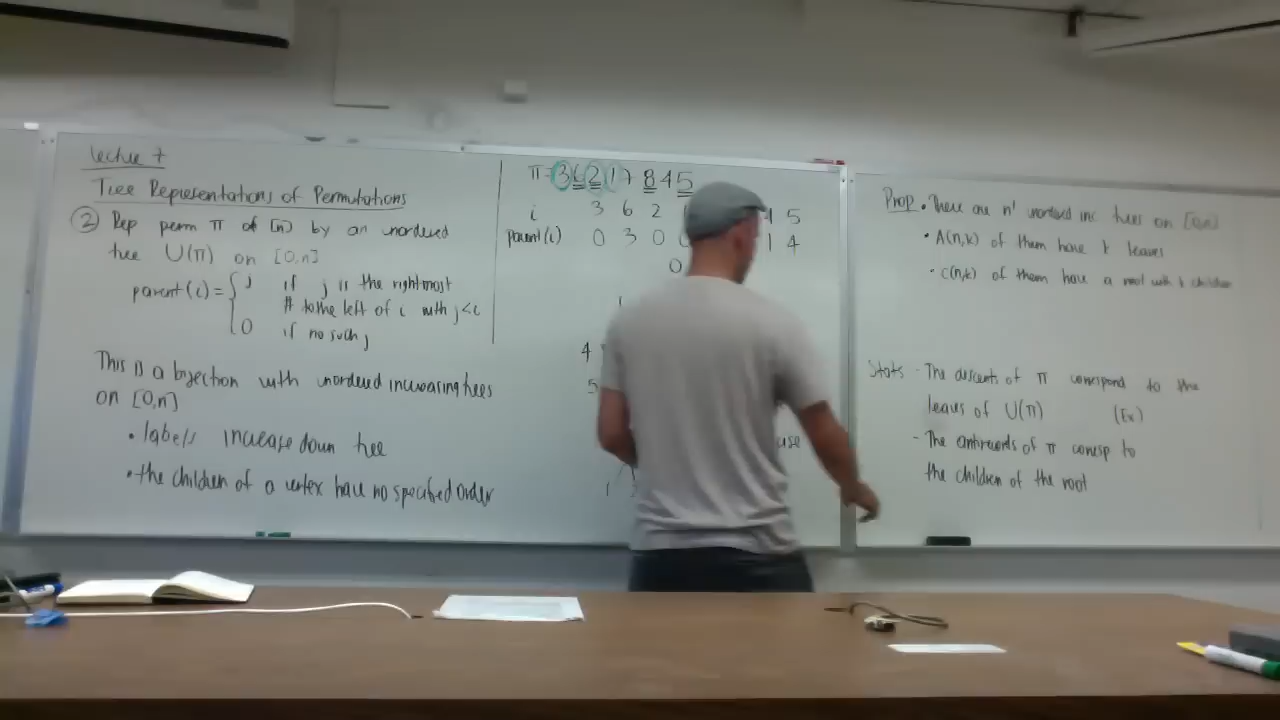 Lecture 7
Tree Representations of Permutations
② Rep perm π of [n] by an unordered
tree U(π) on [0,n]
parent(i) = { j if j is the rightmost
# to the left of i with j<i
0 if no such j
This is a bijection with unordered increasing trees
on [0,n]
• labels increase down tree
• the children of a vertex have no specified order
π=36217845
i 3 6 2 4 5
parent(i) 0 3 0 0 1 4
0
4
5
1
Prop • There are n! unordered inc trees on [0,n]
• A(n,k) of them have k leaves
• c(n,k) of them have a root with k children
Stats - The descents of π correspond to the
leaves of U(π) (Ex)
- The antirecords of π corresp to
the children of the root